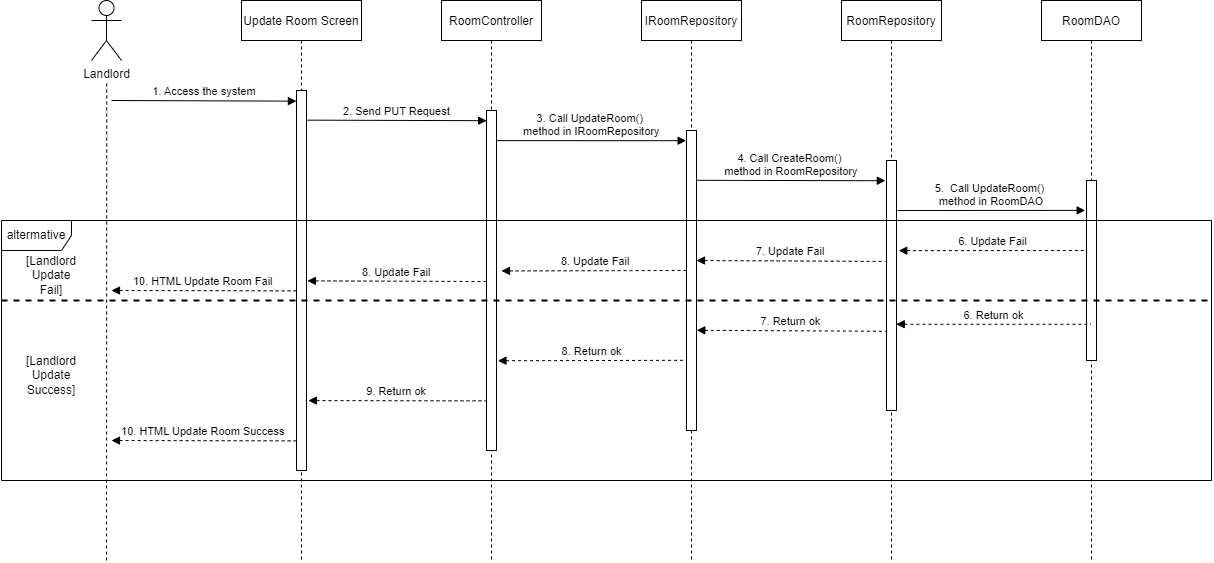 Update Room Screen
RoomController
IRoomRepository
RoomRepository
RoomDAO
Landlord
1. Access the system
2. Send PUT Request
3. Call UpdateRoom()
method in IRoomRepository
4. Call CreateRoom()
method in RoomRepository
5. Call UpdateRoom()
method in RoomDAO
alternative
[Landlord
Update
Fail]
6. Update Fail
7. Update Fail
8. Update Fail
8. Update Fail
10. HTML Update Room Fail
6. Return ok
7. Return ok
[Landlord
Update
Success]
8. Return ok
9. Return ok
10. HTML Update Room Success